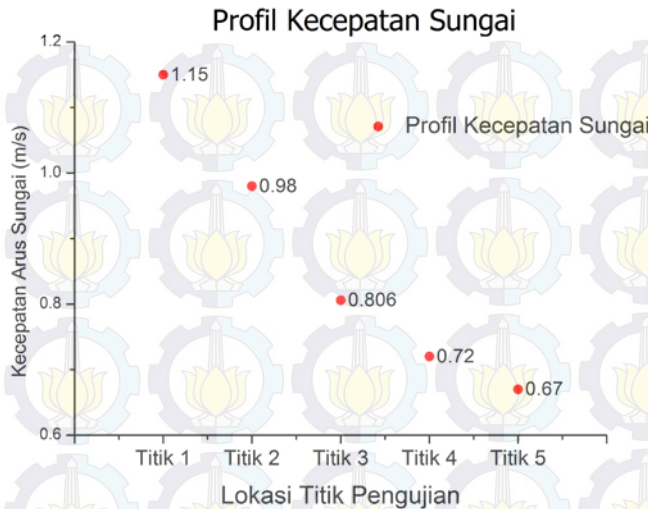 Profil Kecepatan Sungai
1.2
1.0
0.8
0.6
Kecepatan Arus Sungai (m/s)
1.15
Profil Kecepatan Sungai
0.98
0.806
0.72
0.67
Titik 1
Titik 2
Titik 3
Titik 4
Titik 5
Lokasi Titik Pengujian